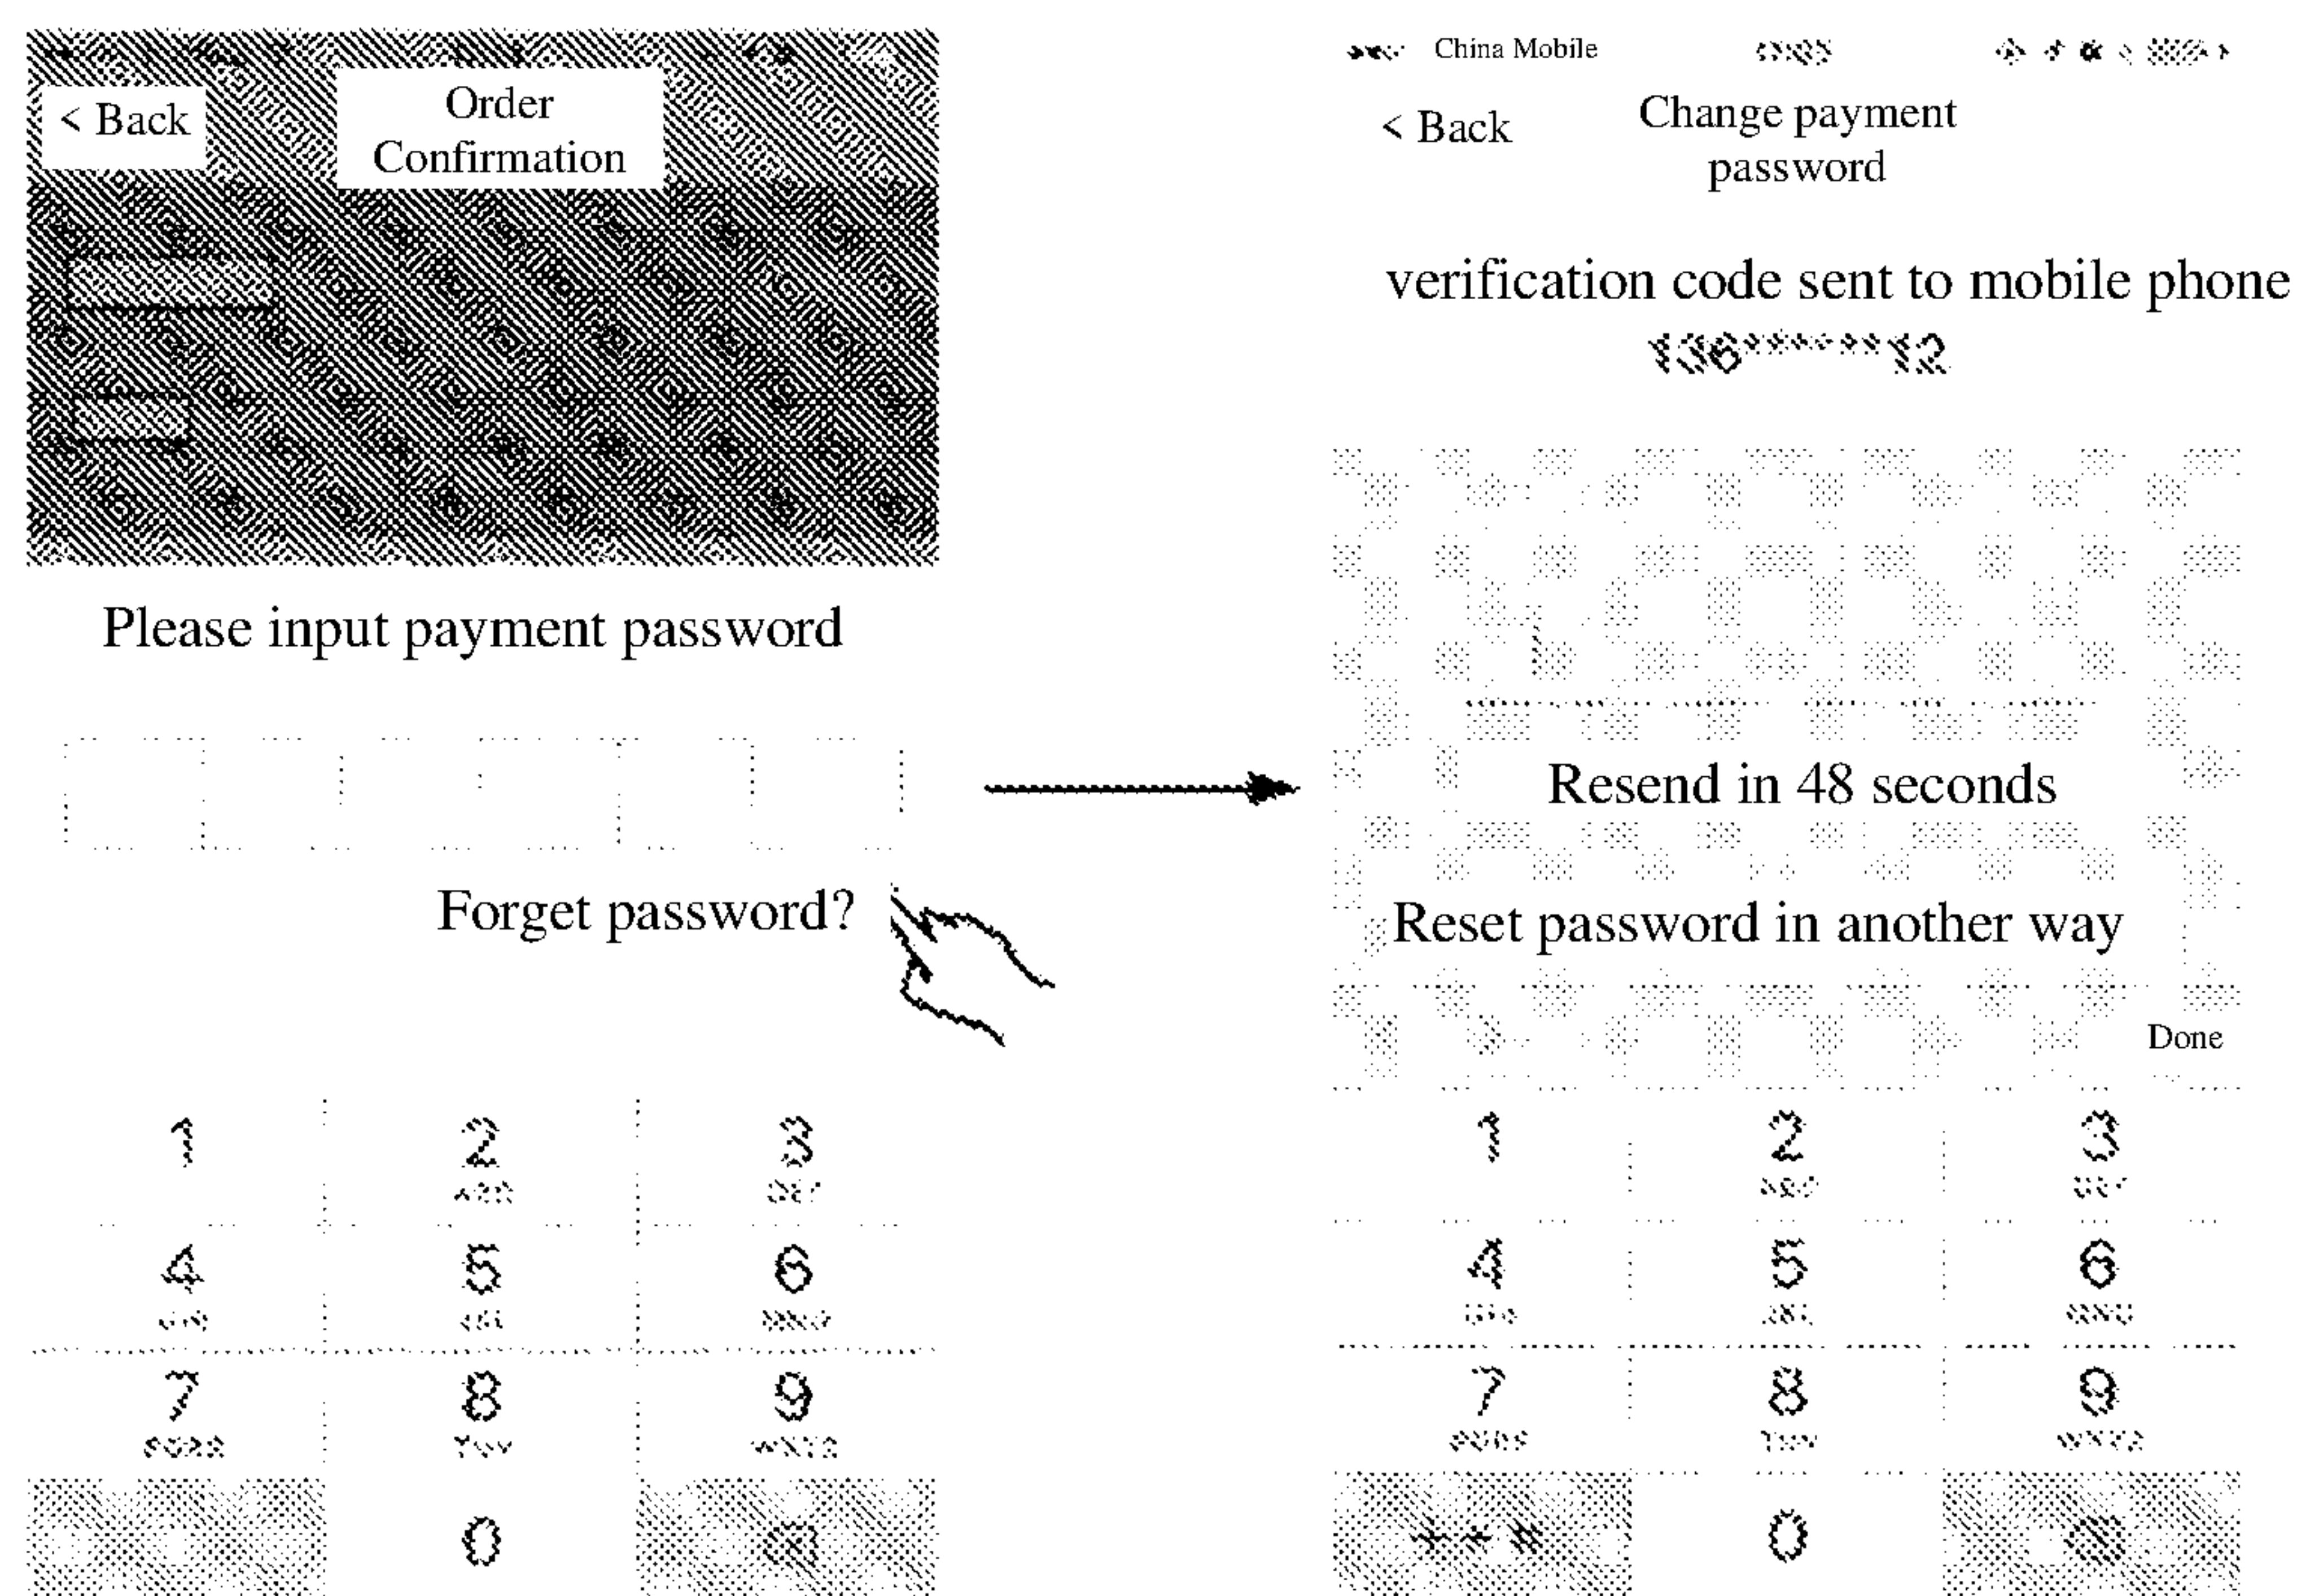 < Back
Order
Confirmation
Please input payment password
Forget password?
1
2
3
4
5
6
7
8
9
0
China Mobile
< Back
Change payment
password
verification code sent to mobile phone
136******12
Resend in 48 seconds
Reset password in another way
Done
1
2
3
4
5
6
7
8
9
0